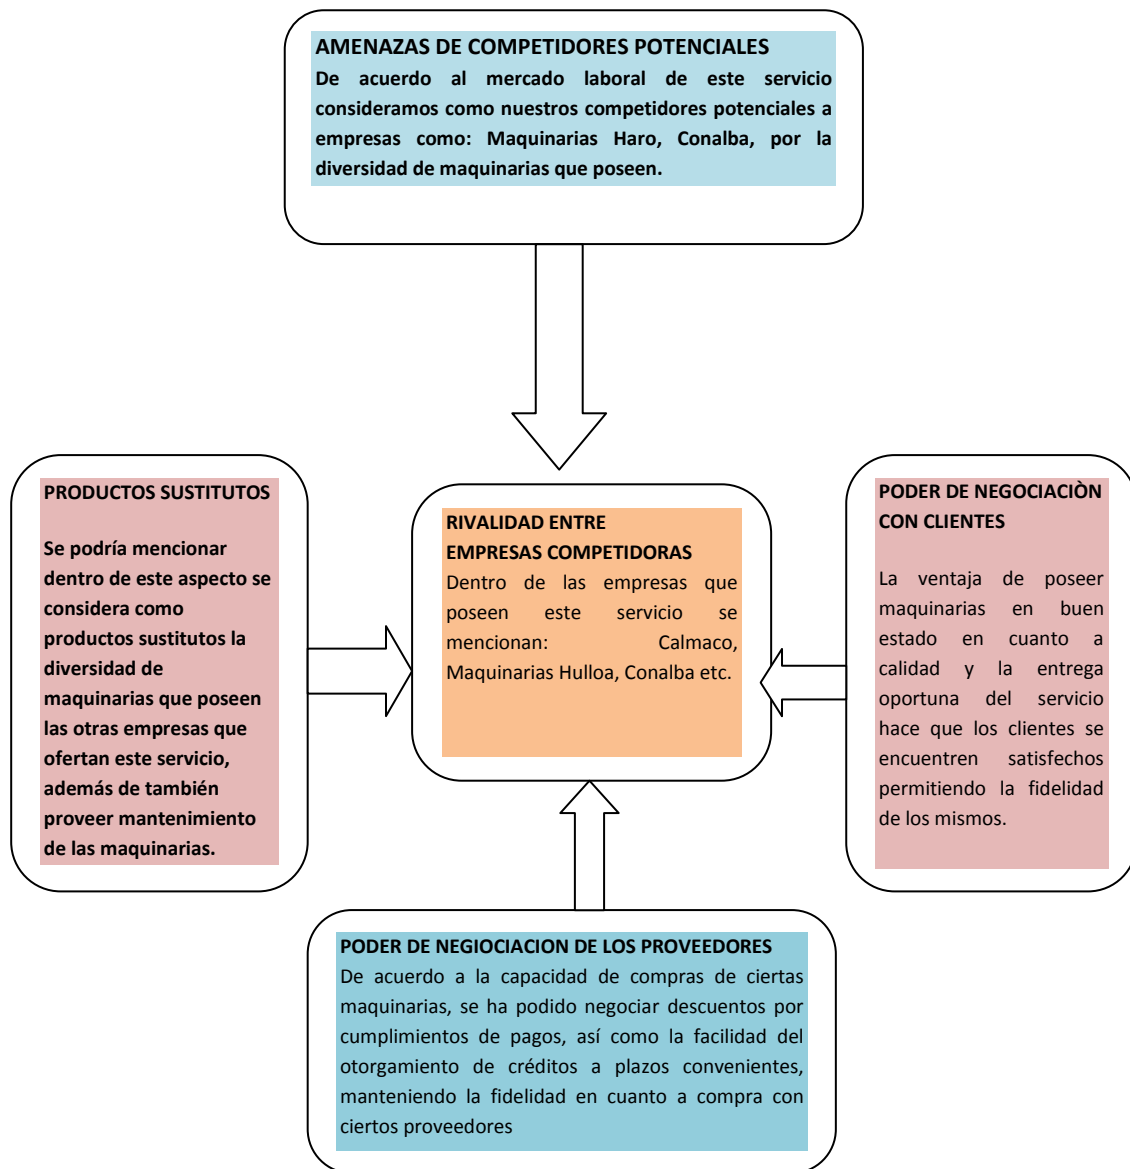 AMENAZAS DE COMPETIDORES POTENCIALES
De acuerdo al mercado laboral de este servicio
consideramos como nuestros competidores potenciales a
empresas como: Maquinarias Haro, Conalba, por la
diversidad de maquinarias que poseen.
PRODUCTOS SUSTITUTOS
Se podría mencionar
dentro de este aspecto se
considera como
productos sustitutos la
diversidad de
maquinarias que poseen
las otras empresas que
ofertan este servicio,
además de también
proveer mantenimiento
de las maquinarias.
RIVALIDAD ENTRE
EMPRESAS COMPETIDORAS
Dentro de las empresas que
poseen este servicio se
mencionan: Calmaco,
Maquinarias Hulloa, Conalba etc.
PODER DE NEGOCIACIÒN
CON CLIENTES
La ventaja de poseer
maquinarias en buen
estado en cuanto a
calidad y la entrega
oportuna del servicio
hace que los clientes se
encuentren satisfechos
permitiendo la fidelidad
de los mismos.
PODER DE NEGIOCIACION DE LOS PROVEEDORES
De acuerdo a la capacidad de compras de ciertas
maquinarias, se ha podido negociar descuentos por
cumplimientos de pagos, así como la facilidad del
otorgamiento de créditos a plazos convenientes,
manteniendo la fidelidad en cuanto a compra con
ciertos proveedores